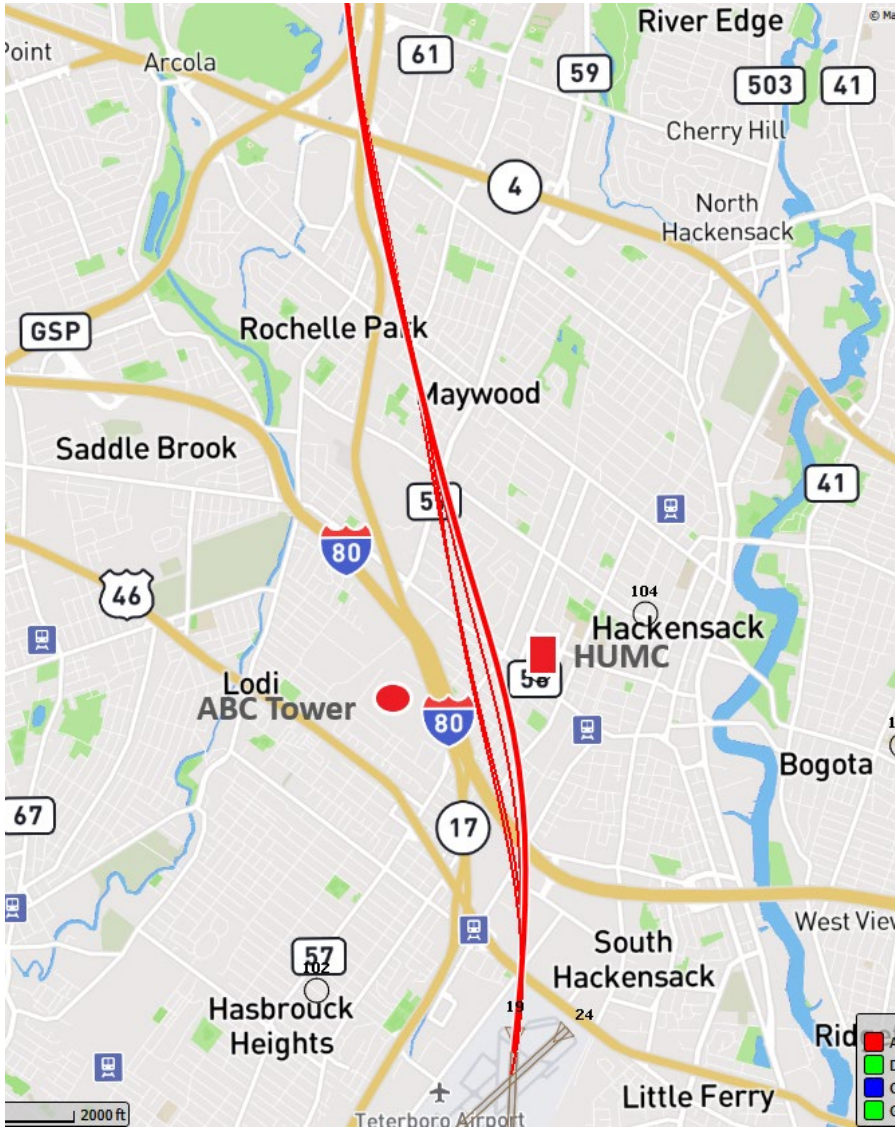 River Edge
© Ma
Point
Arcola
61
59
503
41
Cherry Hill
4
North
Hackensack
GSP
Rochelle Park
Maywood
Saddle Brook
41
80
46
104
Hackensack
HUMC
Lodi
ABC Tower
80
Bogota
67
17
West View
South
Hackensack
57
102
Hasbrouck
Heights
19
24
Ridge
A
D
C
G
Little Ferry
2000 ft
Teterboro Airport